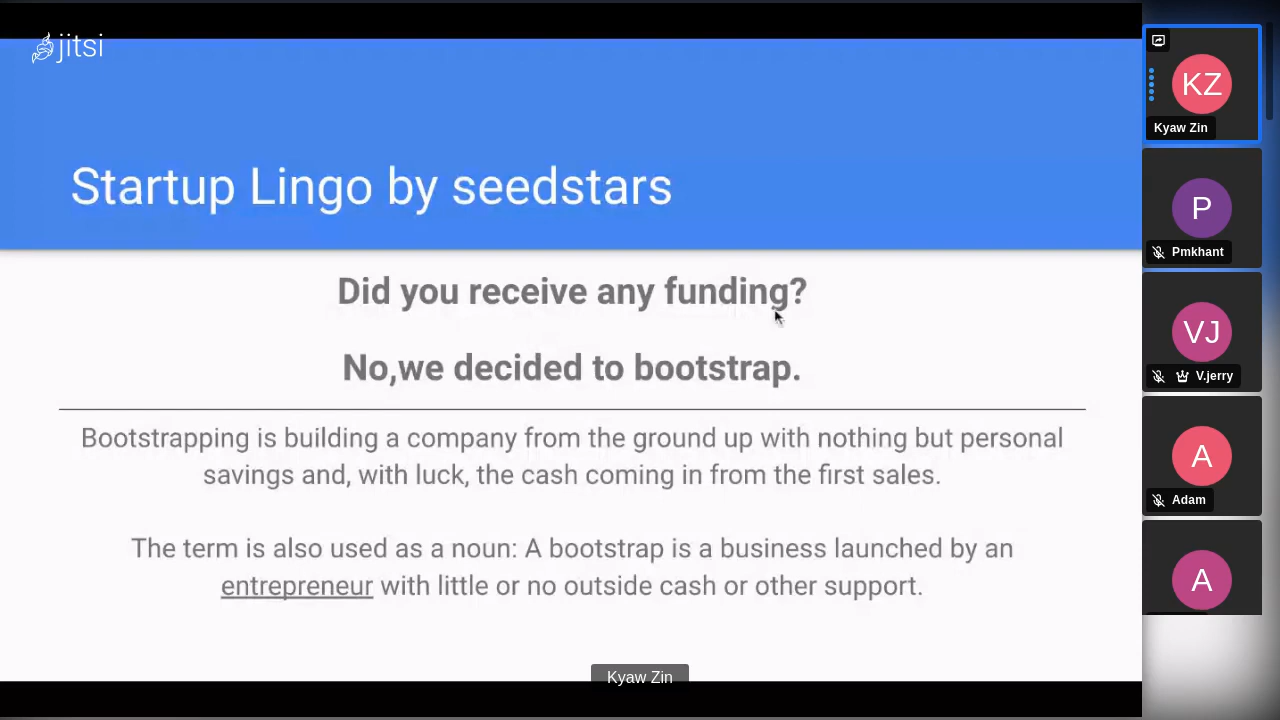 jitsi
Startup Lingo by seedstars
Did you receive any funding?
No,we decided to bootstrap.
Bootstrapping is building a company from the ground up with nothing but personal
savings and, with luck, the cash coming in from the first sales.
The term is also used as a noun: A bootstrap is a business launched by an
entrepreneur with little or no outside cash or other support.
Kyaw Zin
KZ
Kyaw Zin
P
Pmkhant
VJ
V.jerry
A
Adam
A